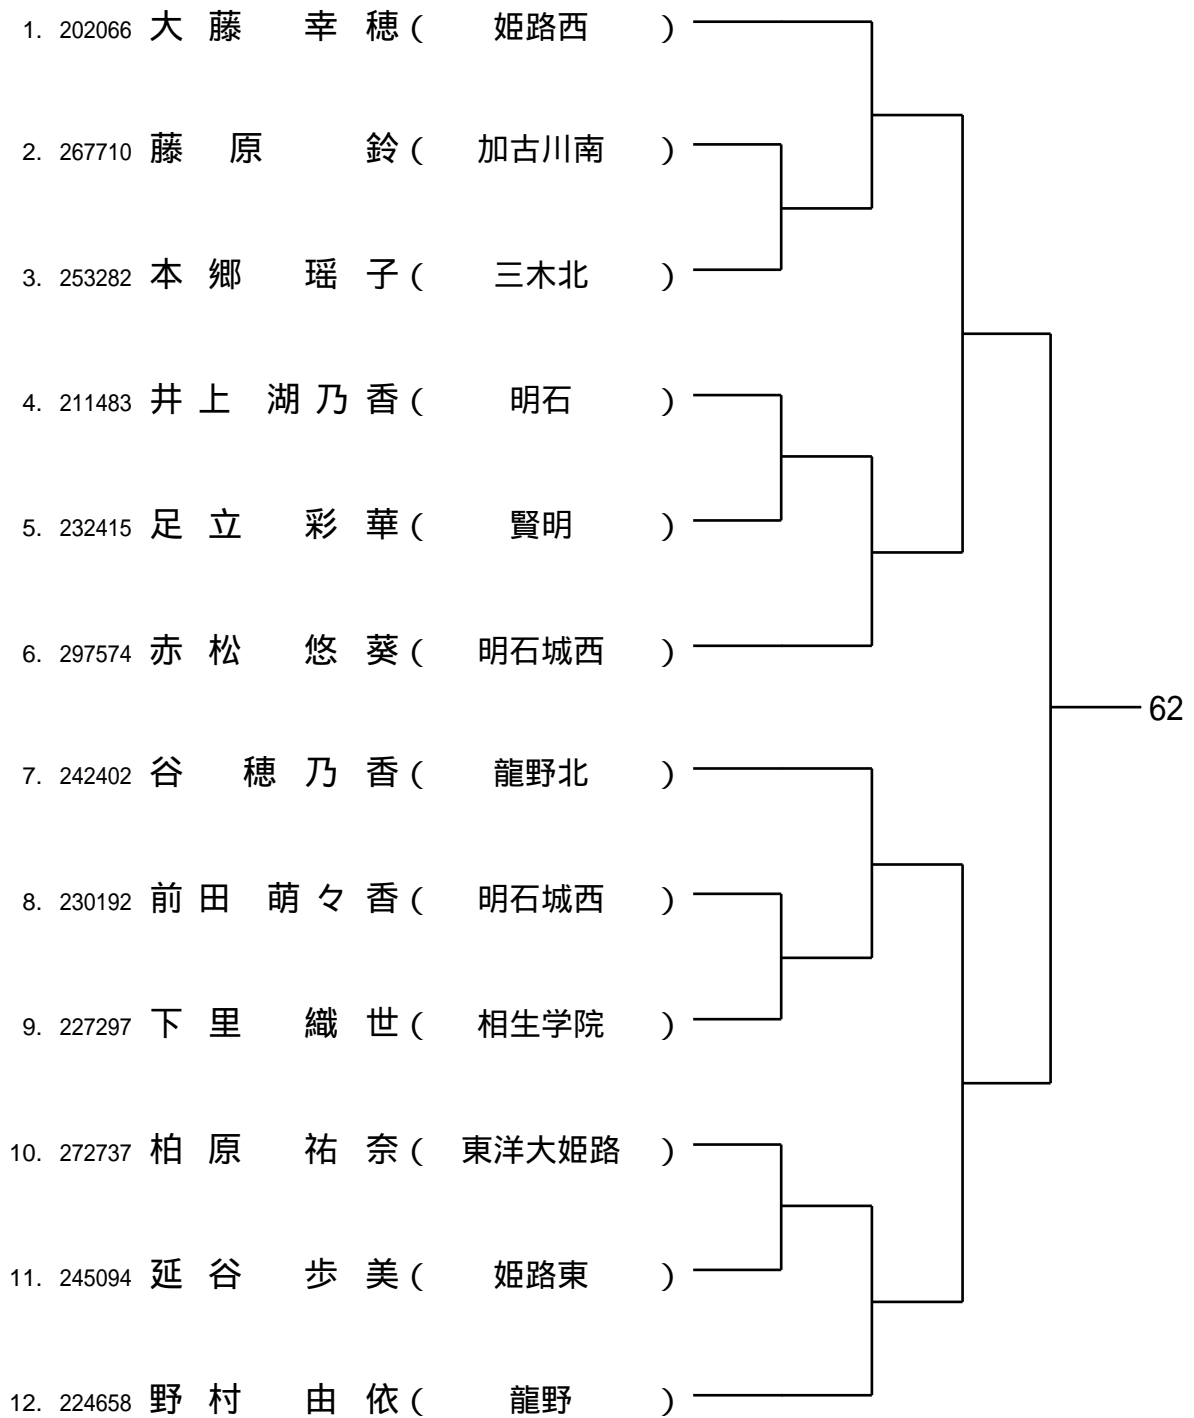 1. 202066 大藤 幸穂 ( 姫路西 )
2. 267710 藤原 鈴 ( 加古川南 )
3. 253282 本郷 瑶子 ( 三木北 )
4. 211483 井上 湖乃香 ( 明石 )
5. 232415 足立 彩華 ( 賢明 )
6. 297574 赤松 悠葵 ( 明石城西 )
62
7. 242402 谷 穂乃香 ( 龍野北 )
8. 230192 前田 萌々香 ( 明石城西 )
9. 227297 下里 織世 ( 相生学院 )
10. 272737 柏原 祐奈 ( 東洋大姫路 )
11. 245094 延谷 歩美 ( 姫路東 )
12. 224658 野村 由依 ( 龍野 )